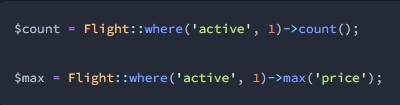 $count = Flight::where('active', 1)->count();
$max = Flight::where('active', 1)->max('price');